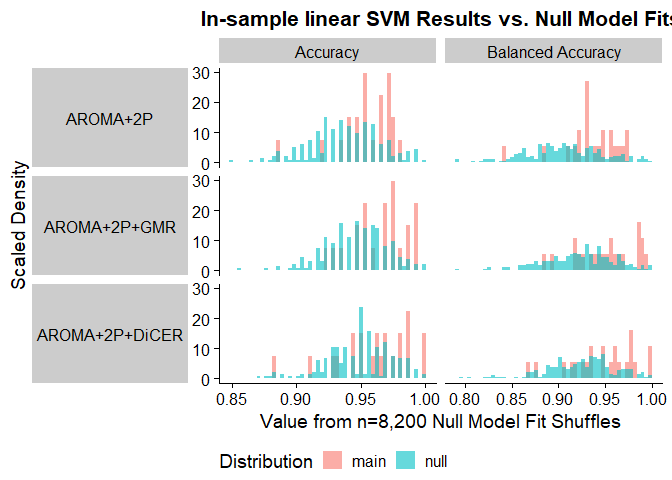 In-sample linear SVM Results vs. Null Model Fits
Accuracy
Balanced Accuracy
AROMA+2P
AROMA+2P+GMR
AROMA+2P+DiCER
Scaled Density
30
20
10
0
30
20
10
0
30
20
10
0
0.85 0.90 0.95 1.00
0.80 0.85 0.90 0.95 1.00
Value from n=8,200 Null Model Fit Shuffles
Distribution main null